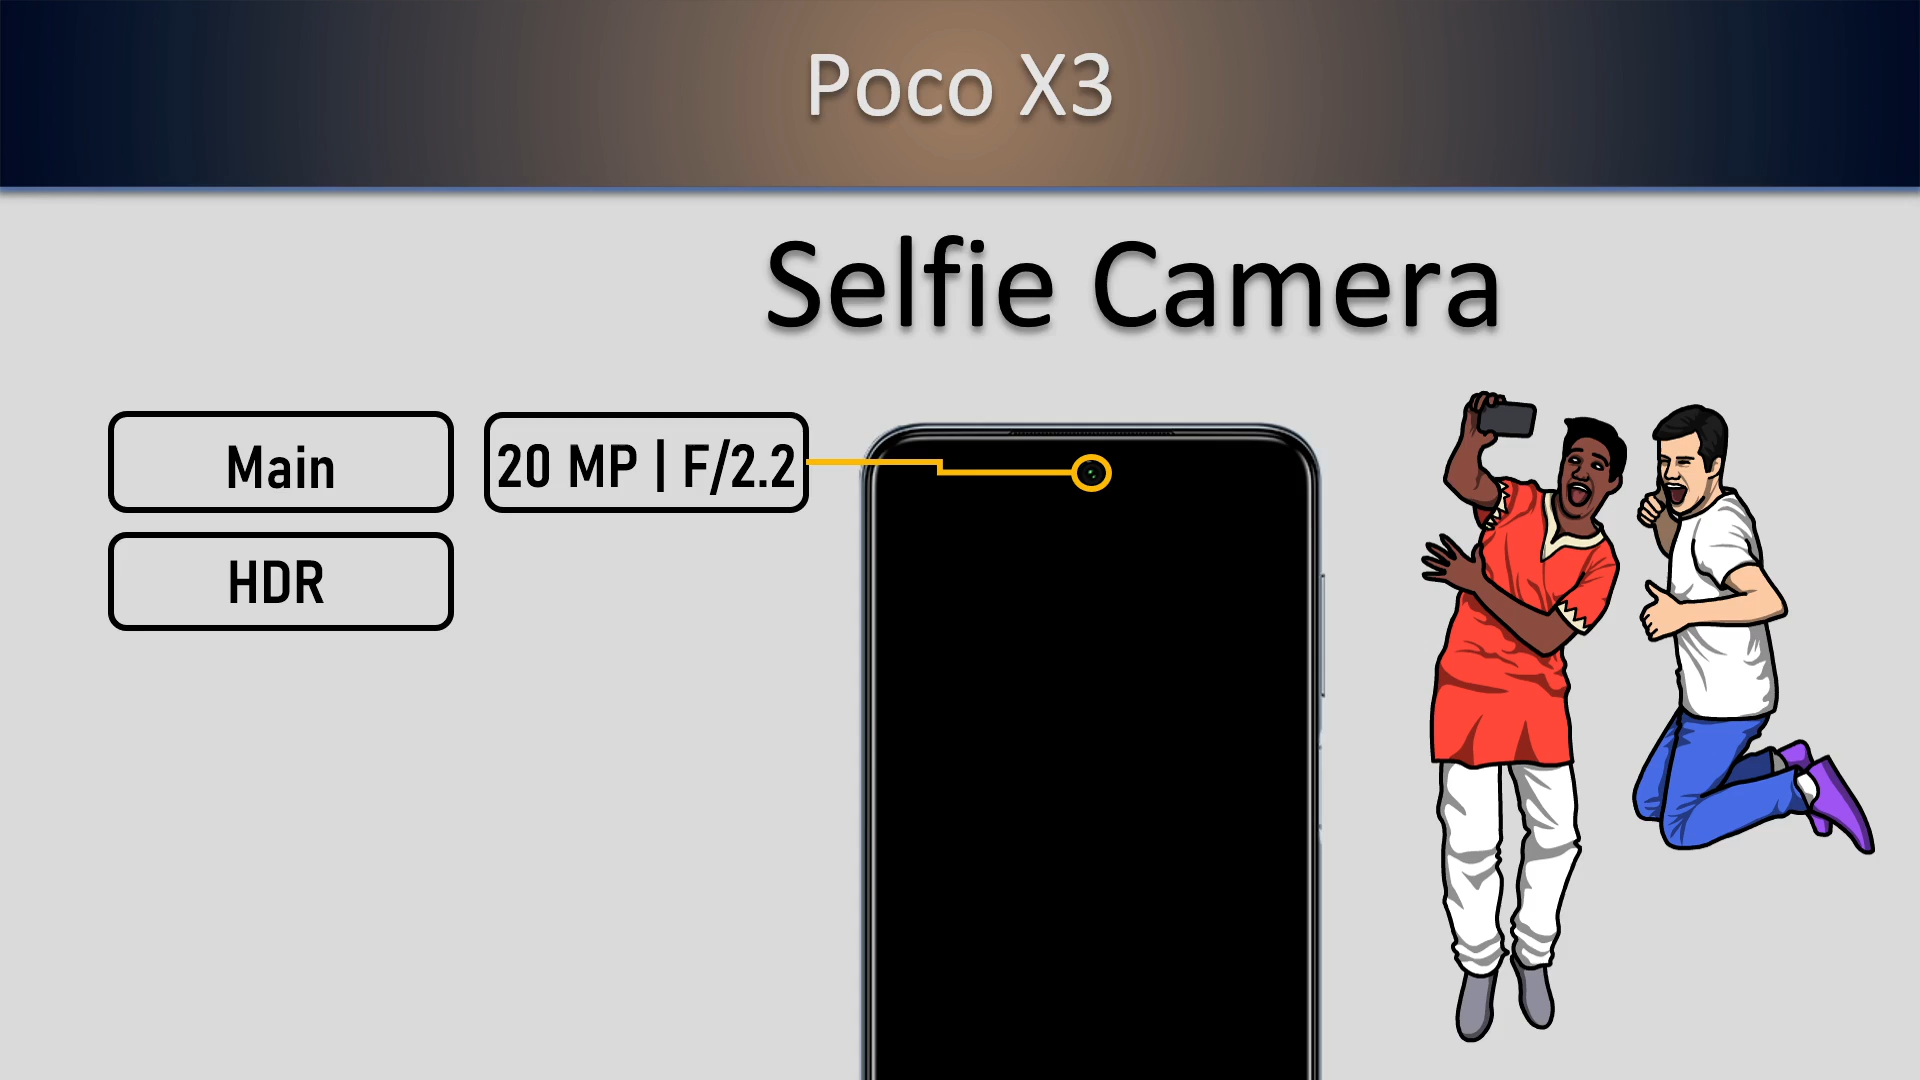 Poco X3
Selfie Camera
Main
20 MP | F/2.2
HDR